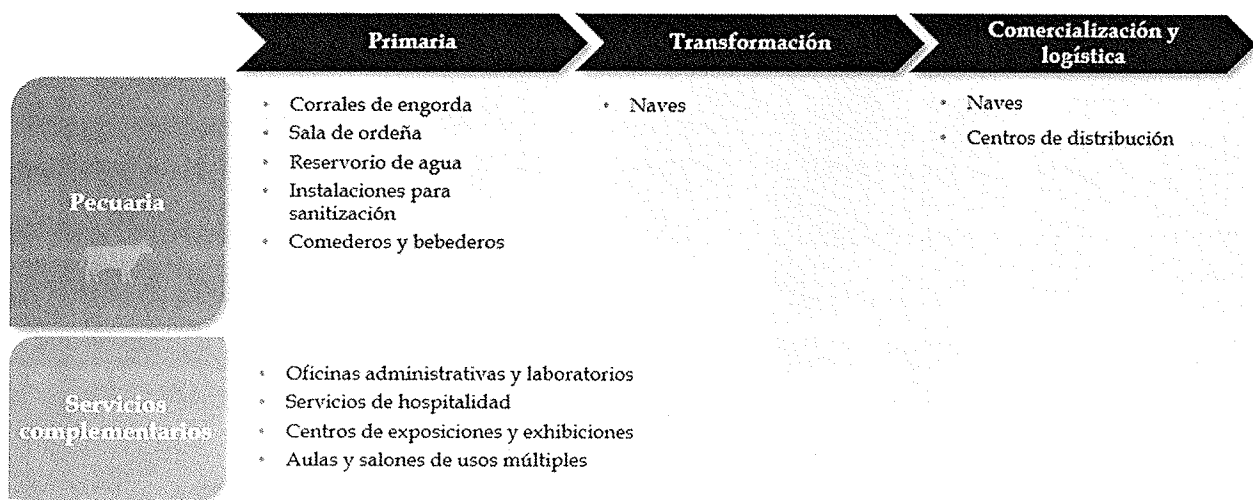 Primaria
Transformación
Comercialización y
logística
Pecuaria
• Corrales de engorda
• Sala de ordeña
• Reservorio de agua
• Instalaciones para
sanitización
• Comederos y bebederos
• Naves
• Naves
• Centros de distribución
Servicios
complementarios
• Oficinas administrativas y laboratorios
• Servicios de hospitalidad
• Centros de exposiciones y exhibiciones
• Aulas y salones de usos múltiples